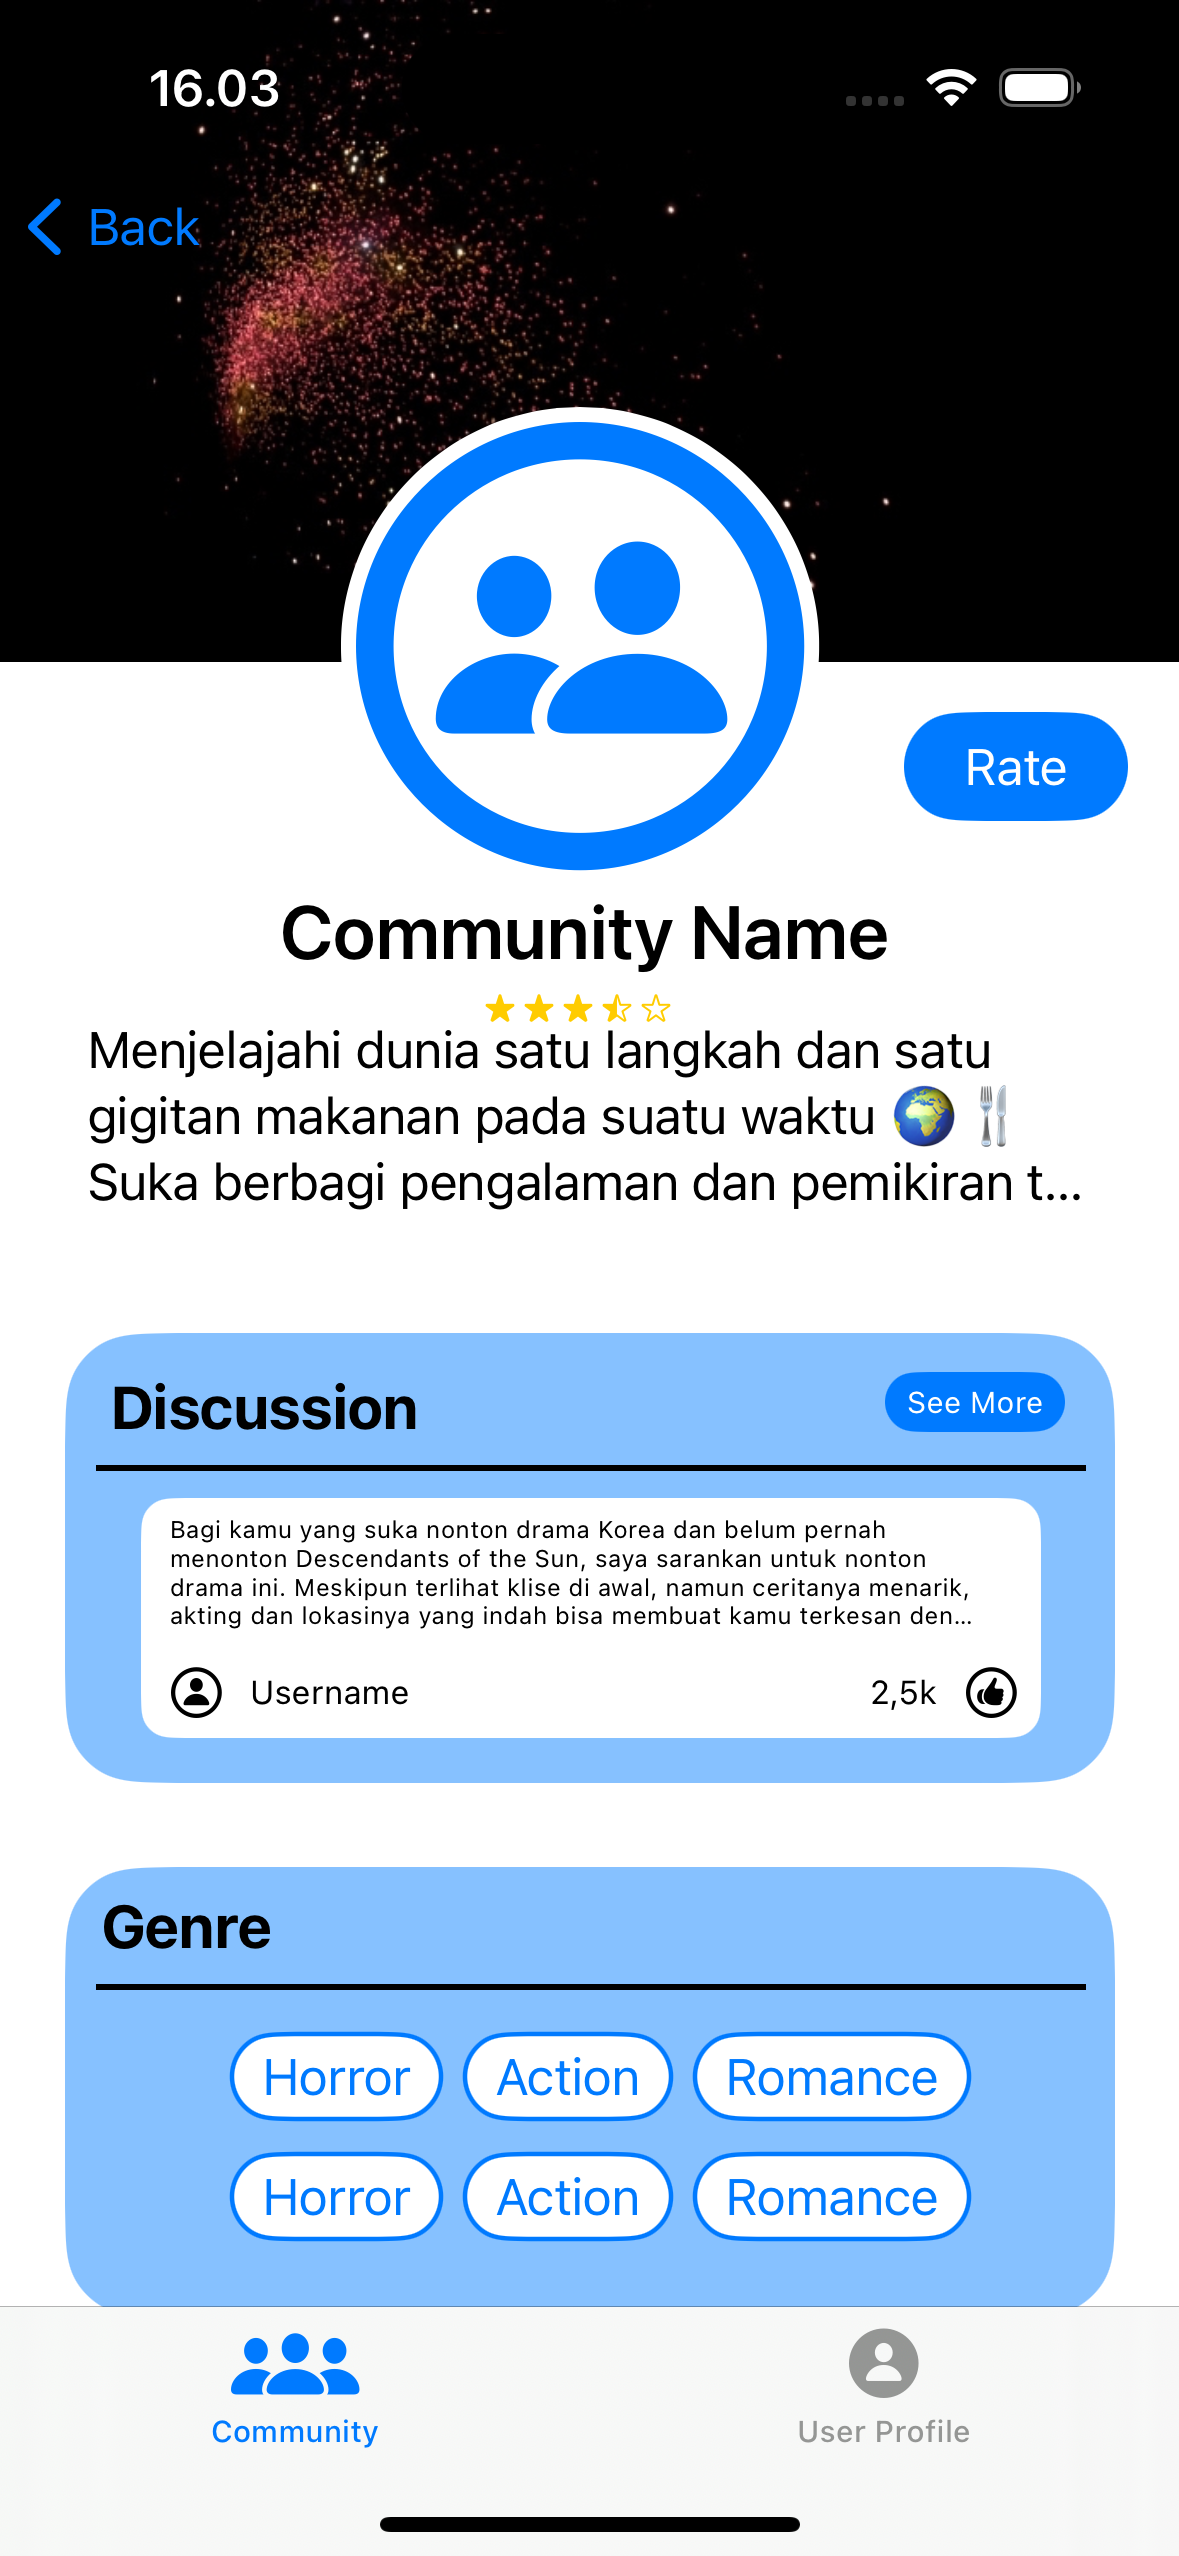 16.03
Back
Rate
Community Name
Menjelajahi dunia satu langkah dan satu
gigitan makanan pada suatu waktu 🌍 🍴
Suka berbagi pengalaman dan pemikiran t...
Discussion
See More
Bagi kamu yang suka nonton drama Korea dan belum pernah
menonton Descendants of the Sun, saya sarankan untuk nonton
drama ini. Meskipun terlihat klise di awal, namun ceritanya menarik,
akting dan lokasinya yang indah bisa membuat kamu terkesan den...
Username 2,5k
Genre
Horror Action Romance
Horror Action Romance
Community User Profile